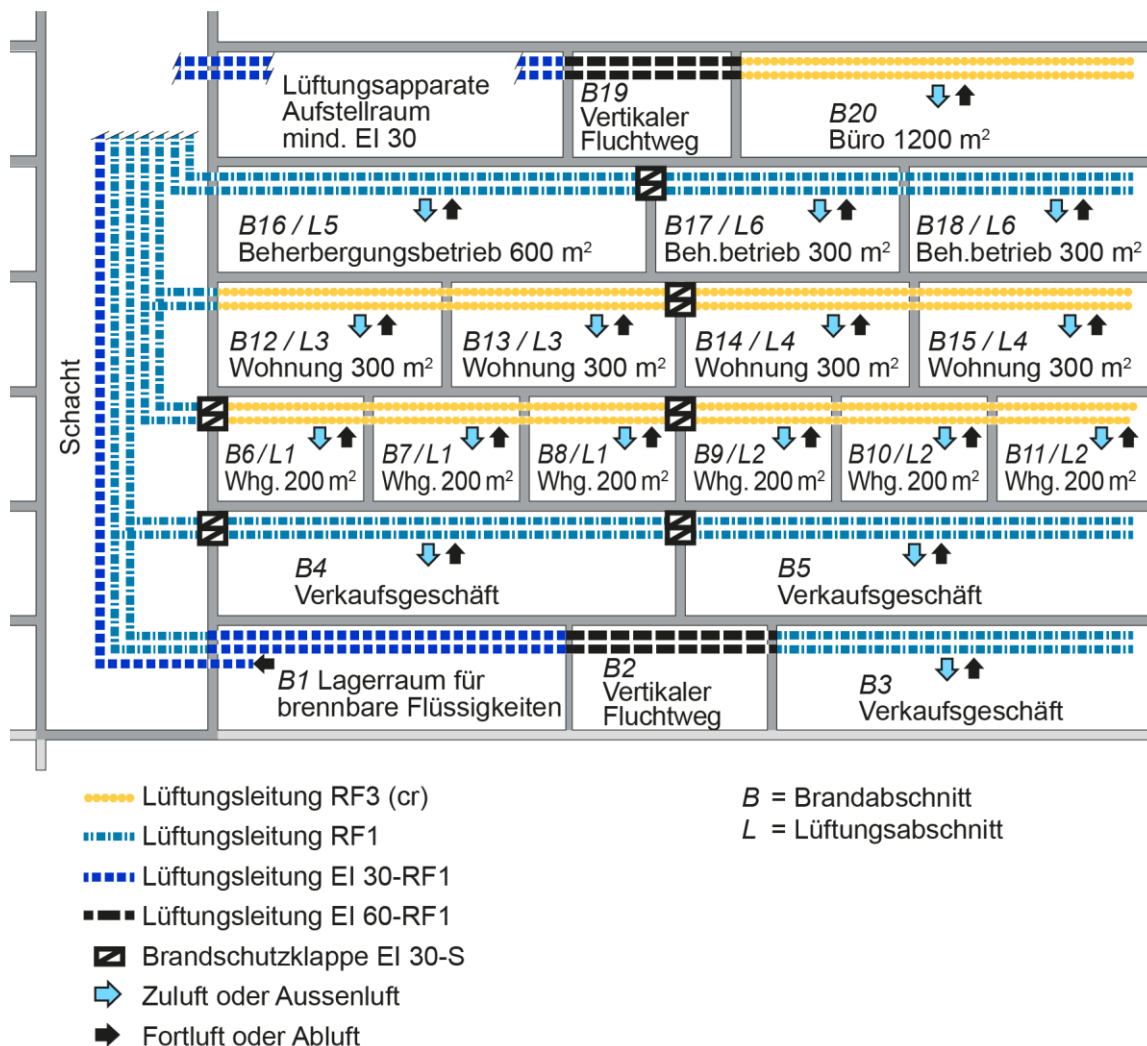 Lüftungsapparate
Aufstellraum
mind. EI 30
B19
Vertikaler
Fluchtweg
B20
Büro 1200 m²
B16 / L5
Beherbergungsbetrieb 600 m²
B17 / L6
Beh.betrieb 300 m²
B18 / L6
Beh.betrieb 300 m²
Schacht
B12 / L3
Wohnung 300 m²
B13 / L3
Wohnung 300 m²
B14 / L4
Wohnung 300 m²
B15 / L4
Wohnung 300 m²
B6/L1
Whg. 200 m²
B7/L1
Whg. 200 m²
B8/L1
Whg. 200 m²
B9/L2
Whg. 200 m²
B10/L2
Whg. 200 m²
B11/L2
Whg. 200 m²
B4
Verkaufsgeschäft
B5
Verkaufsgeschäft
B1 Lagerraum für
brennbare Flüssigkeiten
B2
Vertikaler
Fluchtweg
B3
Verkaufsgeschäft
Lüftungsleitung RF3 (cr)
Lüftungsleitung RF1
Lüftungsleitung EI 30-RF1
Lüftungsleitung EI 60-RF1
Brandschutzklappe EI 30-S
Zuluft oder Aussenluft
Fortluft oder Abluft
B = Brandabschnitt
L = Lüftungsabschnitt